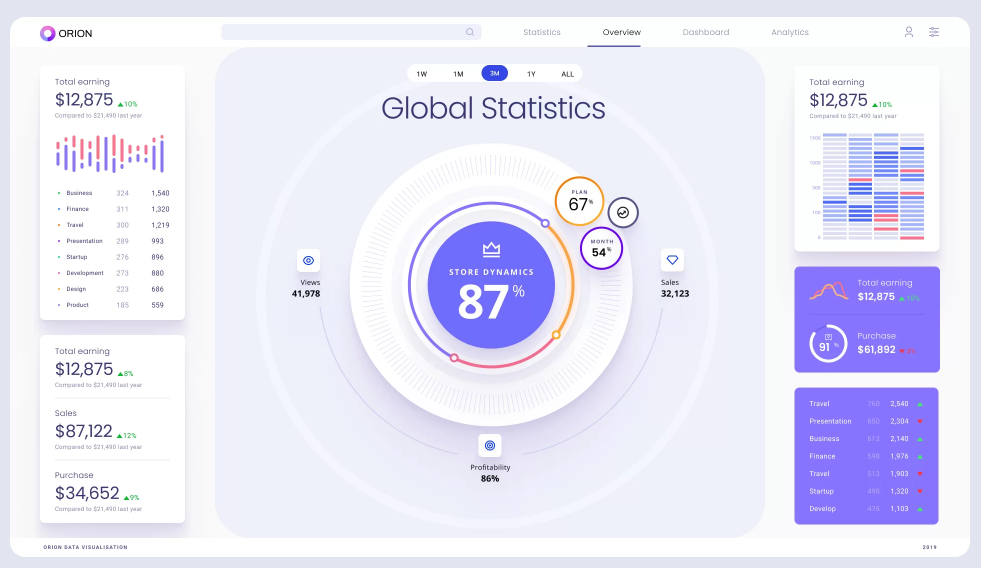 ORION
Statistics
Overview
Dashboard
Analytics
1W
1M
3M
1Y
ALL
Global Statistics
Total earning
$12,875 10%
Compared to $21,490 last year
Business 324 1,540
Finance 311 1,320
Travel 300 1,219
Presentation 289 993
Startup 276 896
Development 273 880
Design 223 686
Product 185 559
Total earning
$12,875 8%
Compared to $21,490 last year
Sales
$87,122 12%
Compared to $21,490 last year
Purchase
$34,652 9%
Compared to $21,490 last year
PLAN
67%
MONTH
54%
STORE DYNAMICS
87%
Views
41,978
Sales
32,123
Profitability
86%
Total earning
$12,875 10%
Compared to $21,490 last year
1000
500
100
0
Total earning
$12,875 10%
91 %
Purchase
$61,892
Travel 760 2,540
Presentation 650 2,304
Business 612 2,140
Finance 598 1,976
Travel 513 1,903
Startup 498 1,320
Develop 476 1,103
ORION DATA VISUALISATION
2019